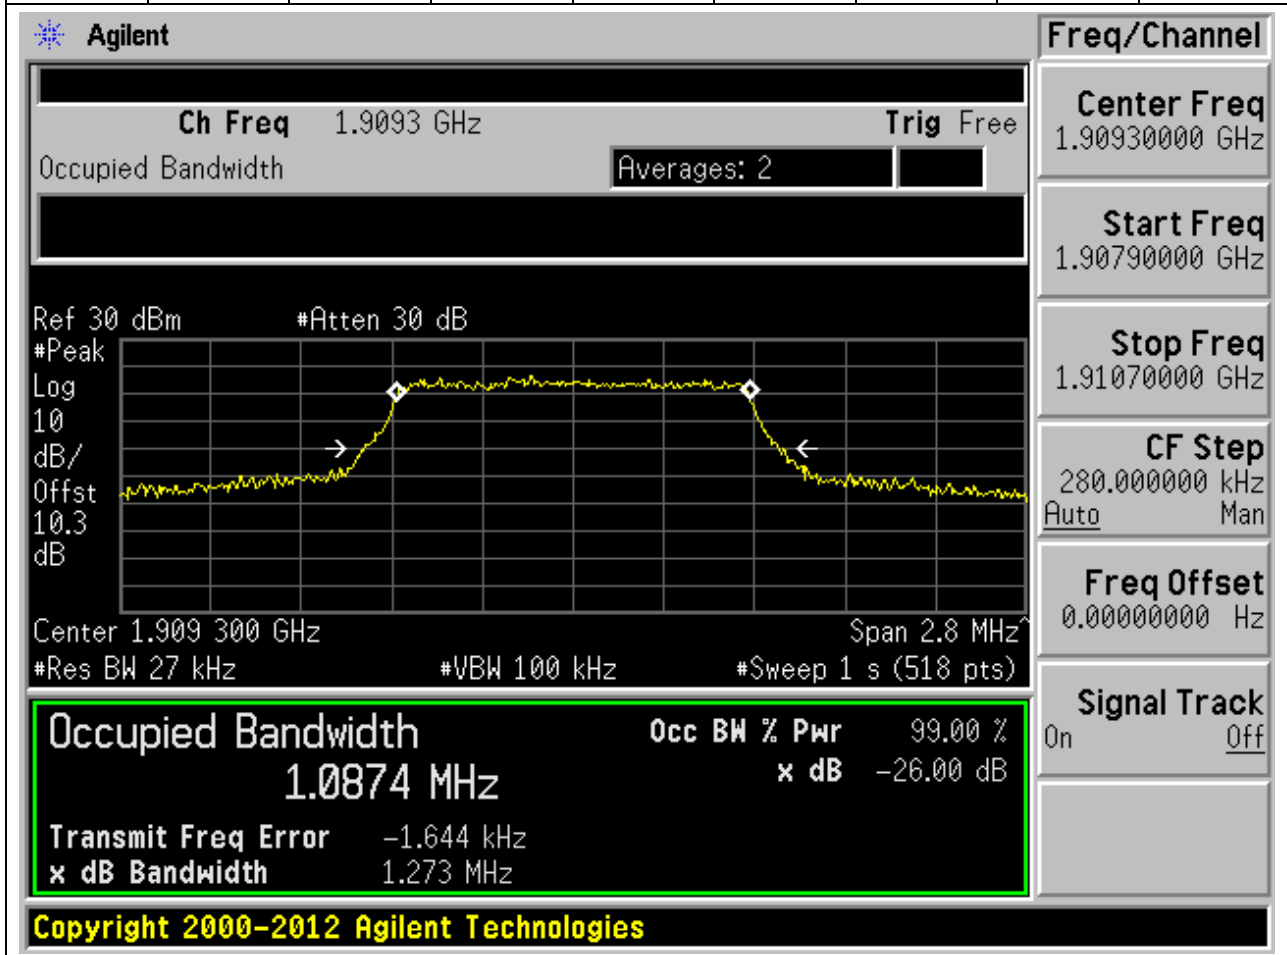 Agilent
Freq/Channel
Ch Freq 1.9093 GHz Trig Free
Occupied Bandwidth Averages: 2
Center Freq
1.90930000 GHz
Start Freq
1.90790000 GHz
Stop Freq
1.91070000 GHz
CF Step
280.000000 kHz
Auto Man
Freq Offset
0.00000000 Hz
Signal Track
On Off
Ref 30 dBm #Atten 30 dB
#Peak
Log
10
dB/
Offst
10.3
dB
Center 1.909 300 GHz Span 2.8 MHz^
#Res BW 27 kHz #VBW 100 kHz #Sweep 1 s (518 pts)
Occupied Bandwidth Occ BW % Pwr 99.00 %
1.0874 MHz x dB -26.00 dB
Transmit Freq Error -1.644 kHz
x dB Bandwidth 1.273 MHz
Copyright 2000-2012 Agilent Technologies